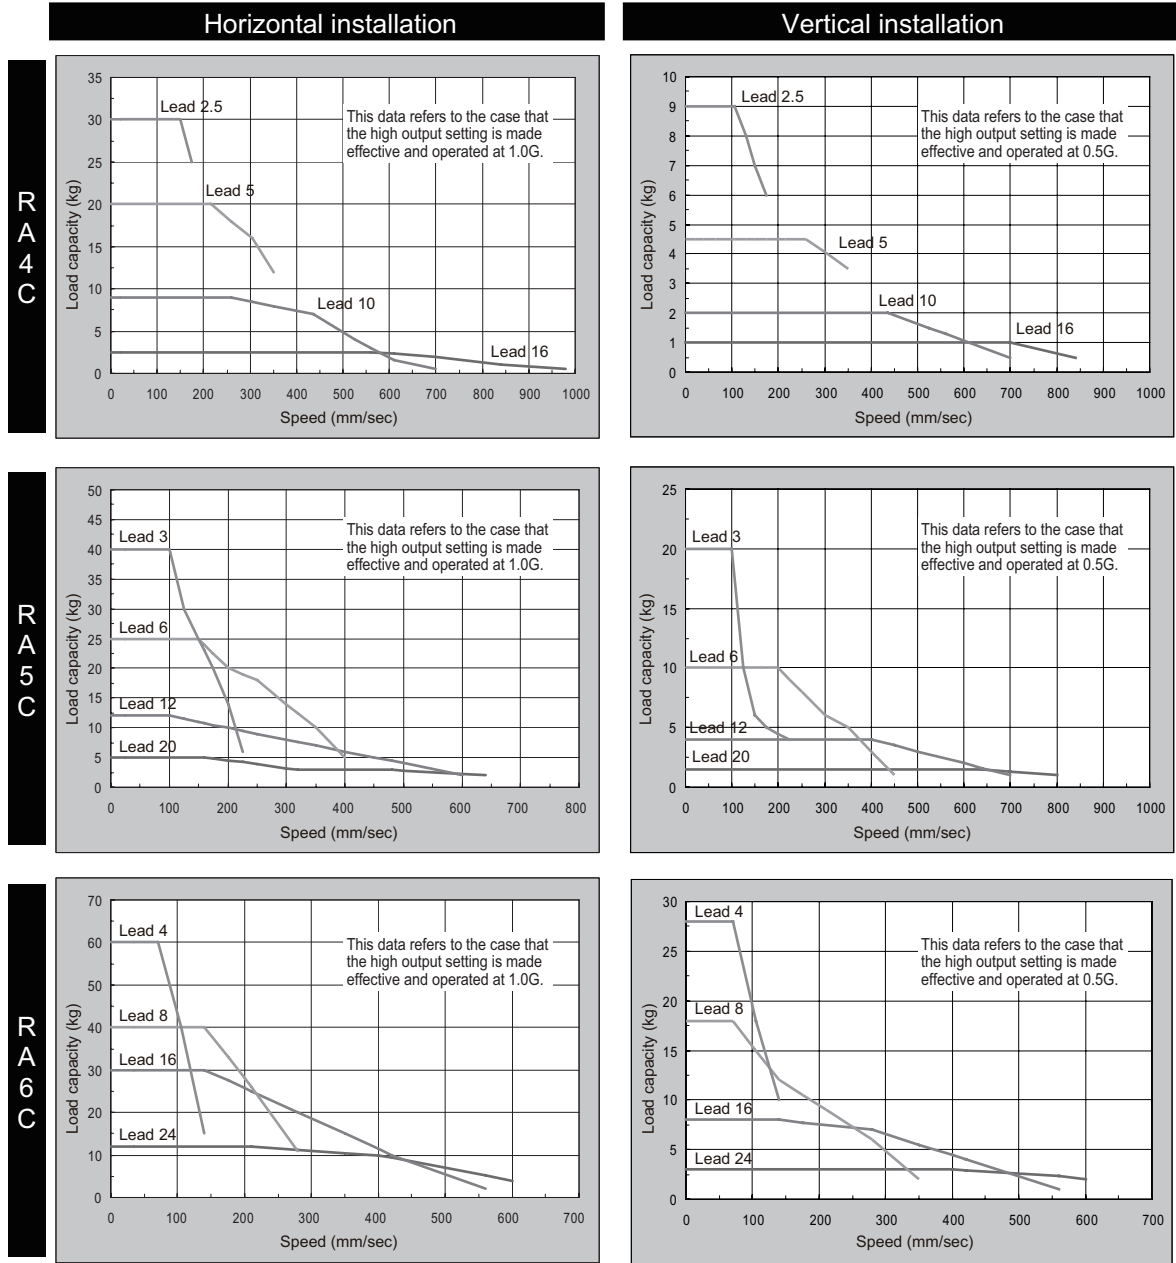 Horizontal installation
Vertical installation
RA4C
35
30
25
20
15
10
5
0
Load capacity (kg)
Lead 2.5
Lead 5
Lead 10
Lead 16
This data refers to the case that
the high output setting is made
effective and operated at 1.0G.
0 100 200 300 400 500 600 700 800 900 1000
Speed (mm/sec)
10
9
8
7
6
5
4
3
2
1
0
Load capacity (kg)
Lead 2.5
Lead 5
Lead 10
Lead 16
This data refers to the case that
the high output setting is made
effective and operated at 0.5G.
0 100 200 300 400 500 600 700 800 900 1000
Speed (mm/sec)
RA5C
50
45
40
35
30
25
20
15
10
5
0
Load capacity (kg)
Lead 3
Lead 6
Lead 12
Lead 20
This data refers to the case that
the high output setting is made
effective and operated at 1.0G.
0 100 200 300 400 500 600 700 800
Speed (mm/sec)
25
20
15
10
5
0
Load capacity (kg)
Lead 3
Lead 6
Lead 12
Lead 20
This data refers to the case that
the high output setting is made
effective and operated at 0.5G.
0 100 200 300 400 500 600 700 800 900 1000
Speed (mm/sec)
RA6C
70
60
50
40
30
20
10
0
Load capacity (kg)
Lead 4
Lead 8
Lead 16
Lead 24
This data refers to the case that
the high output setting is made
effective and operated at 1.0G.
0 100 200 300 400 500 600 700
Speed (mm/sec)
30
25
20
15
10
5
0
Load capacity (kg)
Lead 4
Lead 8
Lead 16
Lead 24
This data refers to the case that
the high output setting is made
effective and operated at 0.5G.
0 100 200 300 400 500 600 700
Speed (mm/sec)